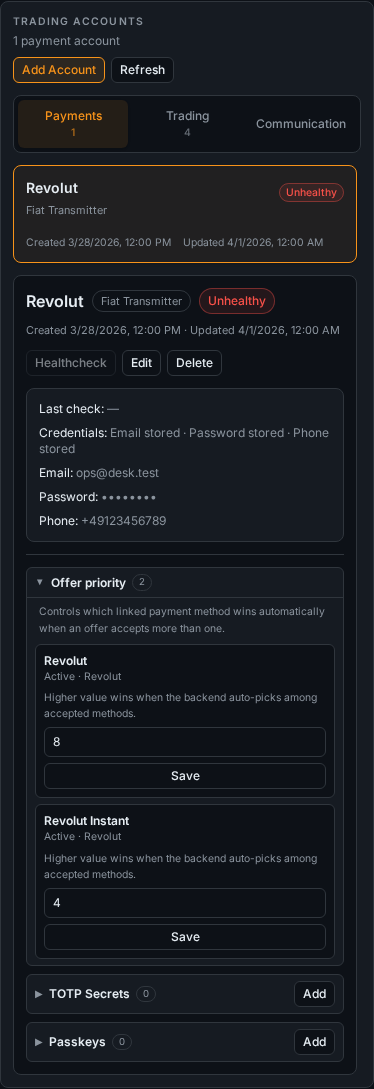 TRADING ACCOUNTS
1 payment account
Add Account Refresh
Payments Trading Communication
1 4
Revolut Unhealthy
Fiat Transmitter
Created 3/28/2026, 12:00 PM Updated 4/1/2026, 12:00 AM
Revolut Fiat Transmitter Unhealthy
Created 3/28/2026, 12:00 PM · Updated 4/1/2026, 12:00 AM
Healthcheck Edit Delete
Last check: —
Credentials: Email stored · Password stored · Phone
stored
Email: ops@desk.test
Password: ••••••••
Phone: +49123456789
▼ Offer priority 2
Controls which linked payment method wins automatically
when an offer accepts more than one.
Revolut
Active · Revolut
Higher value wins when the backend auto-picks among
accepted methods.
8
Save
Revolut Instant
Active · Revolut
Higher value wins when the backend auto-picks among
accepted methods.
4
Save
▶ TOTP Secrets 0 Add
▶ Passkeys 0 Add